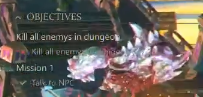 OBJECTIVES
Kill all enemys in dungeon
Kill all enemys
Mission 1
Talk to NPC